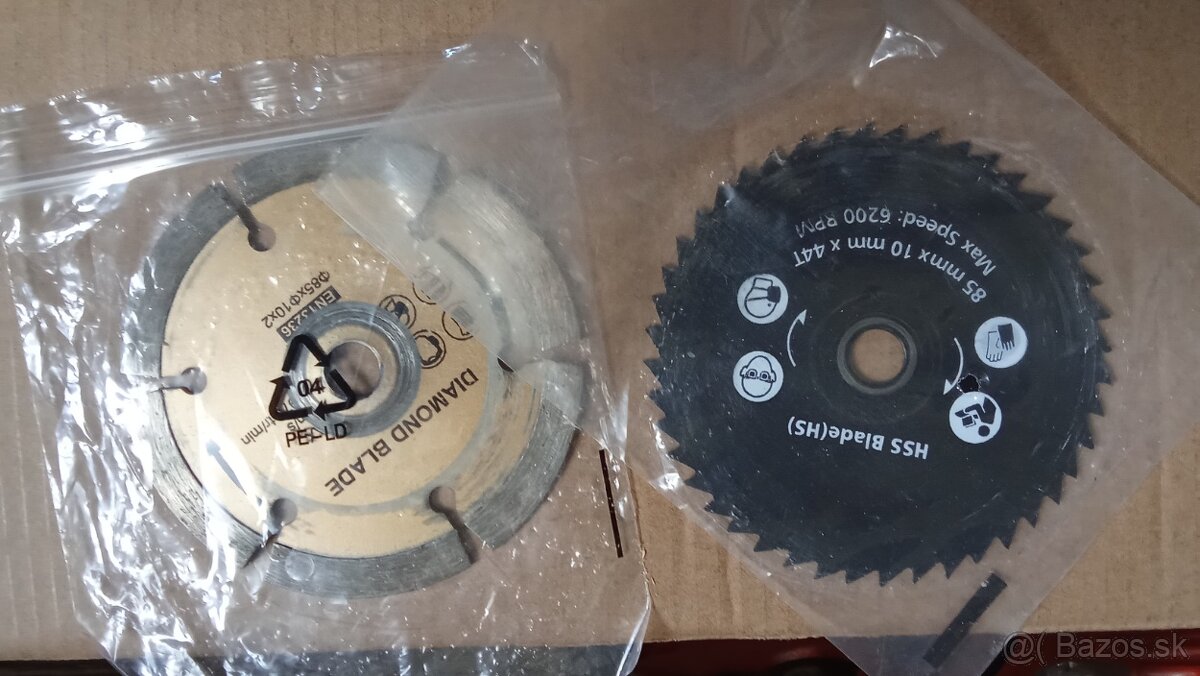 Φ85xΦ10x2
EN13236
DIAMOND BLADE
04
PE-LD
85 mmx 10 mm x 44T
Max Speed: 6200 RPM
HSS Blade(HS)
@( Bazos.sk